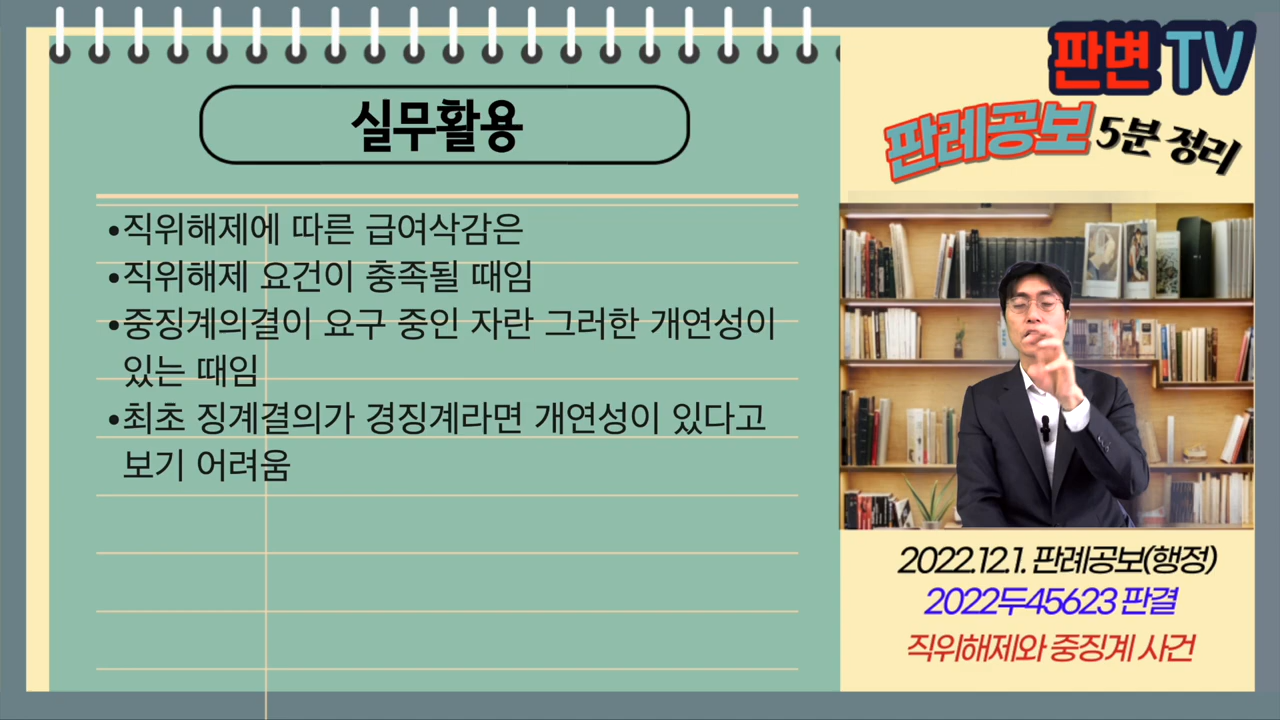 실무활용
•직위해제에 따른 급여삭감은
•직위해제 요건이 충족될 때임
•중징계의결이 요구 중인 자란 그러한 개연성이
있는 때임
•최초 징계결의가 경징계라면 개연성이 있다고
보기 어려움
판변 TV
판례공보 5분 정리
2022.12.1. 판례공보(행정)
2022두45623 판결
직위해제와 중징계 사건